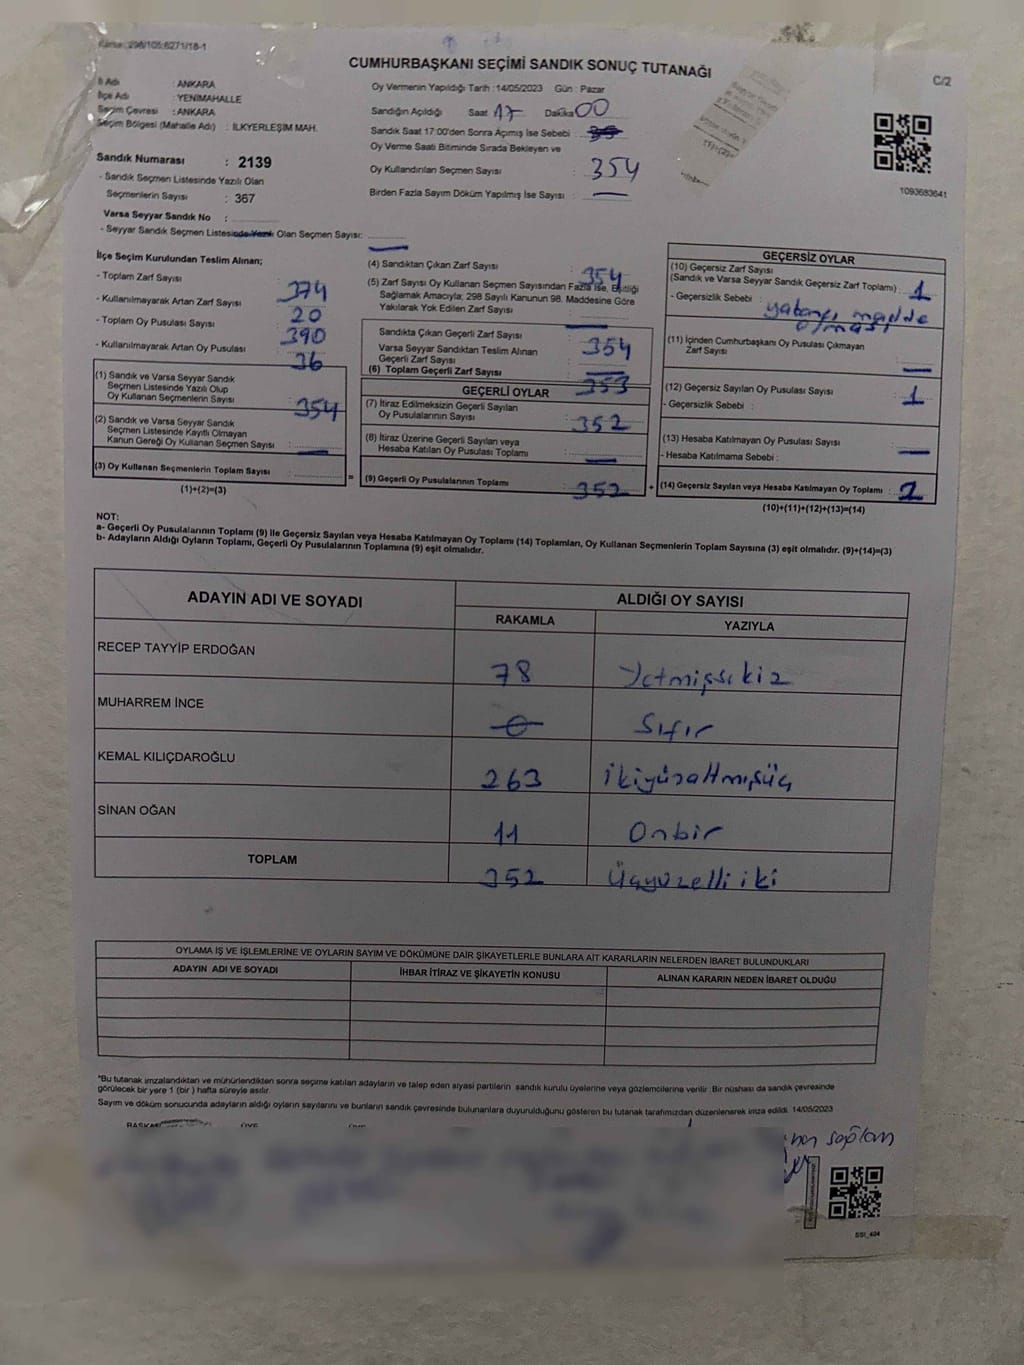 298/105;6271/18-1
CUMHURBAŞKANI SEÇİMİ SANDIK SONUÇ TUTANAĞI
C/2
İl Adı : ANKARA
İlçe Adı : YENİMAHALLE
Seçim Çevresi : ANKARA
Seçim Bölgesi (Mahalle Adı) : İLKYERLEŞİM MAH.
Sandık Numarası : 2139
- Sandık Seçmen Listesinde Yazılı Olan
Seçmenlerin Sayısı : 367
Varsa Seyyar Sandık No :
- Seyyar Sandık Seçmen Listesinde Yazılı Olan Seçmen Sayısı:
Oy Vermenin Yapıldığı Tarih :14/05/2023 Gün : Pazar
Sandığın Açıldığı Saat 17 Dakika 00
Sandık Saat 17:00'den Sonra Açımış İse Sebebi
Oy Verme Saati Bitiminde Sırada Bekleyen ve
Oy Kullandırılan Seçmen Sayısı : 354
Birden Fazla Sayım Döküm Yapılmış İse Sayısı :
1093683641
İlçe Seçim Kurulundan Teslim Alınan;
- Toplam Zarf Sayısı 374
- Kullanılmayarak Artan Zarf Sayısı 20
- Toplam Oy Pusulası Sayısı 390
- Kullanılmayarak Artan Oy Pusulası 36
(1) Sandık ve Varsa Seyyar Sandık
Seçmen Listesinde Yazılı Olup
Oy Kullanan Seçmenlerin Sayısı 354
(2) Sandık ve Varsa Seyyar Sandık
Seçmen Listesinde Kayıtlı Olmayan
Kanun Gereği Oy Kullanan Seçmen Sayısı :
(3) Oy Kullanan Seçmenlerin Toplam Sayısı :
(1)+(2)=(3)
=
(4) Sandıktan Çıkan Zarf Sayısı : 354
(5) Zarf Sayısı Oy Kullanan Seçmen Sayısından Fazla İse, Eşitliği
Sağlamak Amacıyla; 298 Sayılı Kanunun 98. Maddesine Göre
Yakılarak Yok Edilen Zarf Sayısı :
Sandıkta Çıkan Geçerli Zarf Sayısı : 354
Varsa Seyyar Sandıktan Teslim Alınan
Geçerli Zarf Sayısı :
(6) Toplam Geçerli Zarf Sayısı 353
GEÇERLİ OYLAR
(7) İtiraz Edilmeksizin Geçerli Sayılan
Oy Pusulalarının Sayısı : 352
(8) İtiraz Üzerine Geçerli Sayılan veya
Hesaba Katılan Oy Pusulası Toplamı :
(9) Geçerli Oy Pusulalarının Toplamı 352
+
GEÇERSİZ OYLAR
(10) Geçersiz Zarf Sayısı
(Sandık ve Varsa Seyyar Sandık Geçersiz Zarf Toplamı) : 1
- Geçersizlik Sebebi : yabancı madde
olması
(11) İçinden Cumhurbaşkanı Oy Pusulası Çıkmayan
Zarf Sayısı :
(12) Geçersiz Sayılan Oy Pusulası Sayısı : 1
- Geçersizlik Sebebi :
(13) Hesaba Katılmayan Oy Pusulası Sayısı :
- Hesaba Katılmama Sebebi :
(14) Geçersiz Sayılan veya Hesaba Katılmayan Oy Toplamı : 2
(10)+(11)+(12)+(13)=(14)
NOT:
a- Geçerli Oy Pusulalarının Toplamı (9) İle Geçersiz Sayılan veya Hesaba Katılmayan Oy Toplamı (14) Toplamları, Oy Kullanan Seçmenlerin Toplam Sayısına (3) eşit olmalıdır. (9)+(14)=(3)
b- Adayların Aldığı Oyların Toplamı, Geçerli Oy Pusulalarının Toplamına (9) eşit olmalıdır.
ADAYIN ADI VE SOYADI ALDIĞI OY SAYISI
RAKAMLA YAZIYLA
RECEP TAYYİP ERDOĞAN 78 Yetmişsekiz
MUHARREM İNCE 0 Sıfır
KEMAL KILIÇDAROĞLU 263 ikiyüzaltmışüç
SİNAN OĞAN 11 Onbir
TOPLAM 352 Üçyüzelliiki
OYLAMA İŞ VE İŞLEMLERİNE VE OYLARIN SAYIM VE DÖKÜMÜNE DAİR ŞİKAYETLERLE BUNLARA AİT KARARLARIN NELERDEN İBARET BULUNDUKLARI
ADAYIN ADI VE SOYADI İHBAR İTİRAZ VE ŞİKAYETİN KONUSU ALINAN KARARIN NEDEN İBARET OLDUĞU
*Bu tutanak imzalandıktan ve mühürlendikten sonra seçime katılan adayların ve talep eden siyasi partilerin sandık kurulu üyelerine veya gözlemcilerine verilir. Bir nüshası da sandık çevresinde
görülecek bir yere 1 (bir ) hafta süreyle asılır.
Sayım ve döküm sonucunda adayların aldığı oyların sayılarını ve bunların sandık çevresinde bulunanlara duyurulduğunu gösteren bu tutanak tarafımızdan düzenlenerek imza edildi. 14/05/2023
BAŞKAN ÜYE ÜYE
sağlam
SSI_404